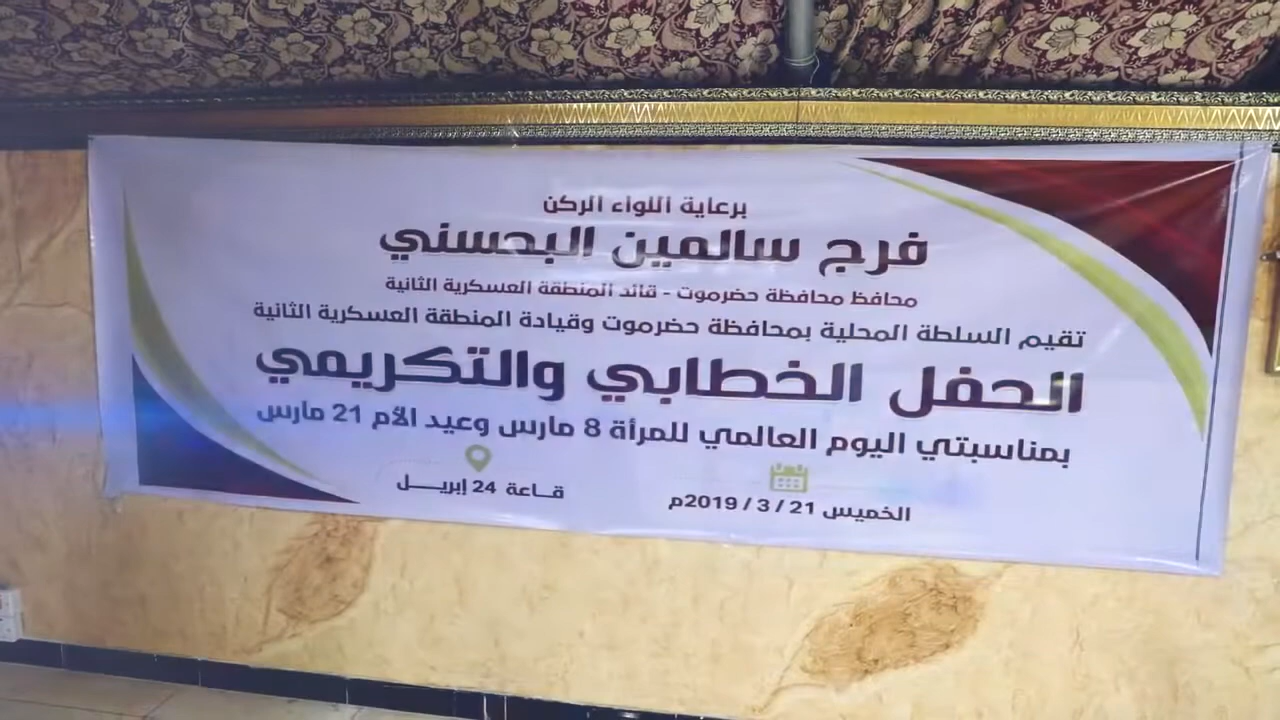 برعاية اللواء الركن
فرج سالمين البحسني
محافظ محافظة حضرموت - قائد المنطقة العسكرية الثانية
تقيم السلطة المحلية بمحافظة حضرموت وقيادة المنطقة العسكرية الثانية
الحفل الخطابي والتكريمي
بمناسبتي اليوم العالمي للمرأة 8 مارس وعيد الأم 21 مارس
الخميس 21 / 3 / 2019م
قـاعة 24 إبريـــل